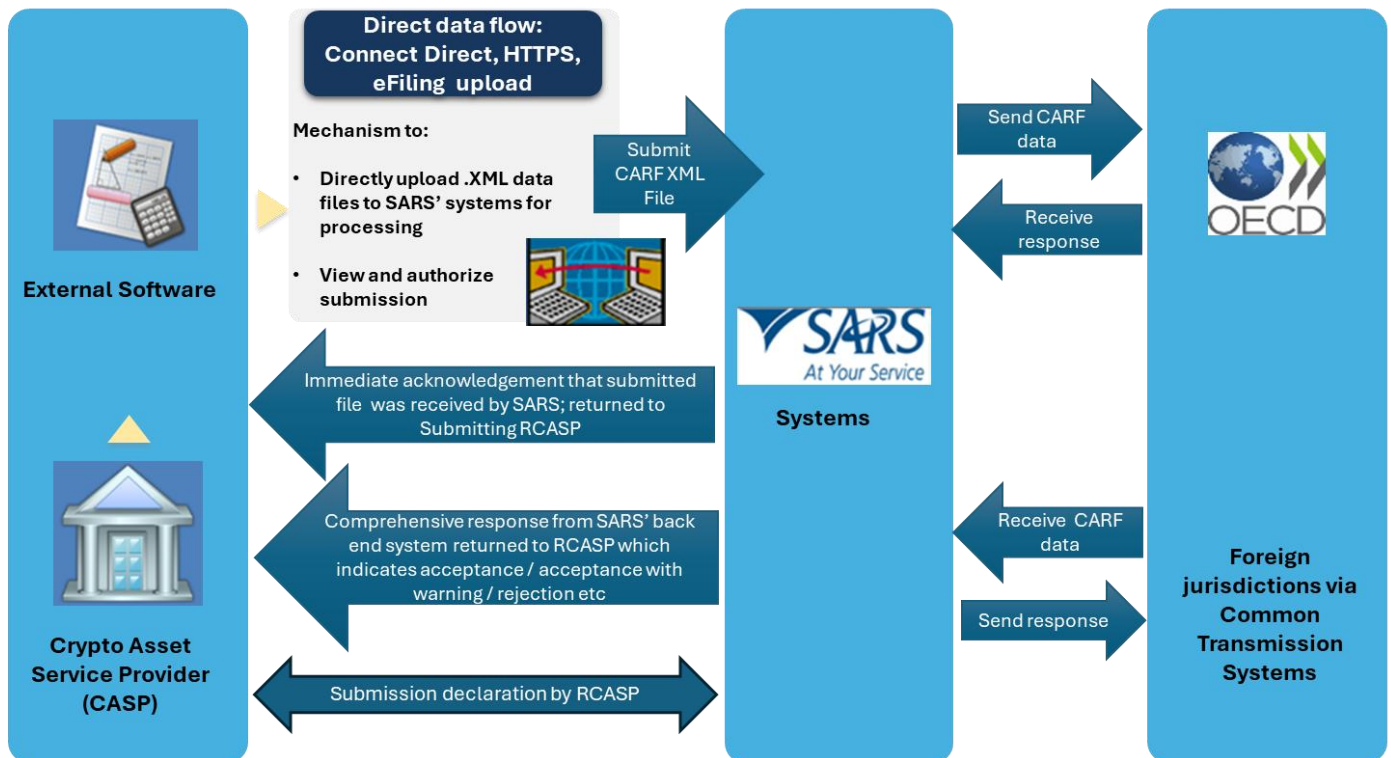 Direct data flow:
Connect Direct, HTTPS,
eFiling upload
Mechanism to:
• Directly upload .XML data
files to SARS’ systems for
processing
• View and authorize
submission
External Software
Submit
CARF XML
File
Send CARF
data
Receive
response
OECD
SARS
At Your Service
Systems
Immediate acknowledgement that submitted
file was received by SARS; returned to
Submitting RCASP
Comprehensive response from SARS’ back
end system returned to RCASP which
indicates acceptance / acceptance with
warning / rejection etc
Receive CARF
data
Send response
Foreign
jurisdictions via
Common
Transmission
Systems
Crypto Asset
Service Provider
(CASP)
Submission declaration by RCASP